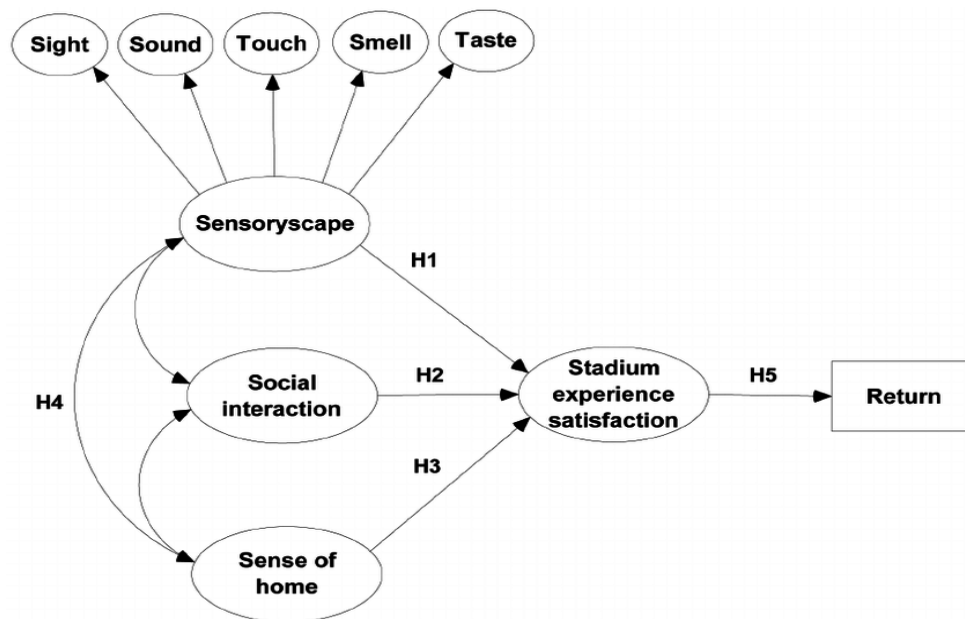 Sight
Sound
Touch
Smell
Taste
Sensoryscape
H1
Social
interaction
H2
Stadium
experience
satisfaction
H5
Return
H4
H3
Sense of
home